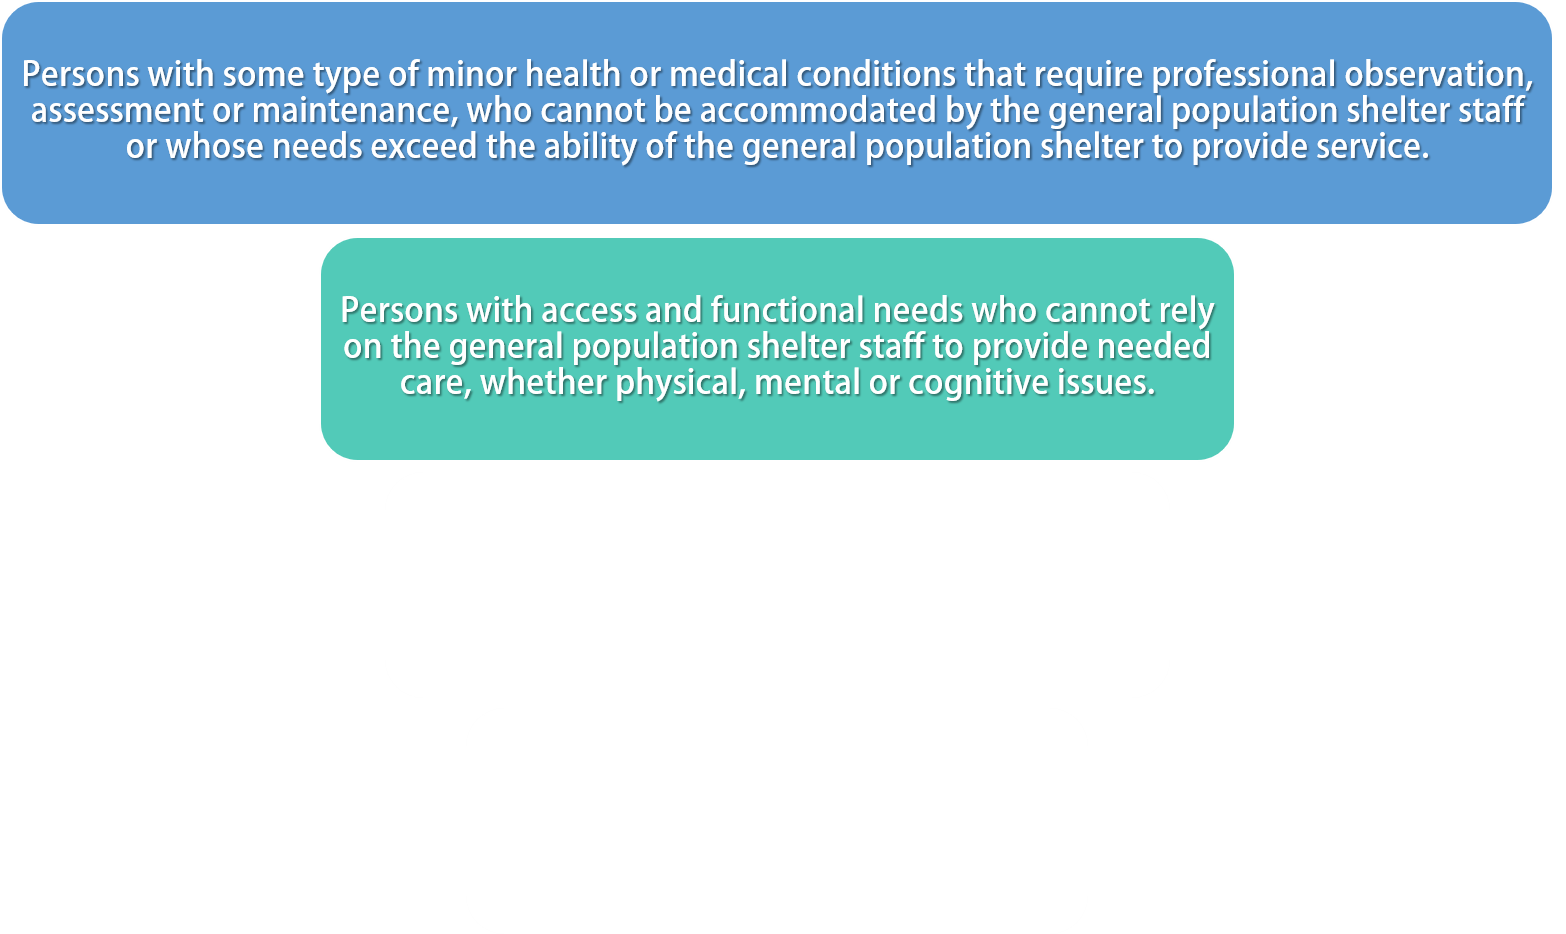 Persons with some type of minor health or medical conditions that require professional observation,
assessment or maintenance, who cannot be accommodated by the general population shelter staff
or whose needs exceed the ability of the general population shelter to provide service.
Persons with access and functional needs who cannot rely
on the general population shelter staff to provide needed
care, whether physical, mental or cognitive issues.